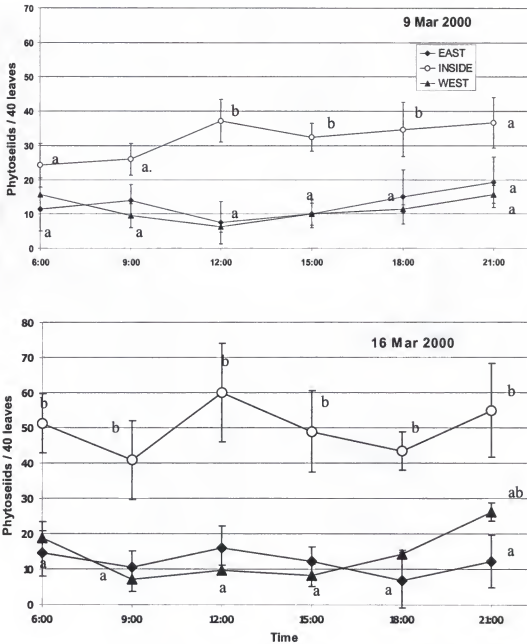 9 Mar 2000
EAST
INSIDE
WEST
Phytoseiids / 40 leaves
70
60
50
40
30
20
10
0
a a. b b b a
a a a a
a a
6:00 9:00 12:00 15:00 18:00 21:00
16 Mar 2000
Phytoseiids / 40 leaves
80
70
60
50
40
30
20
10
0
b b b b b b
ab
a a a a a a
6:00 9:00 12:00 15:00 18:00 21:00
Time